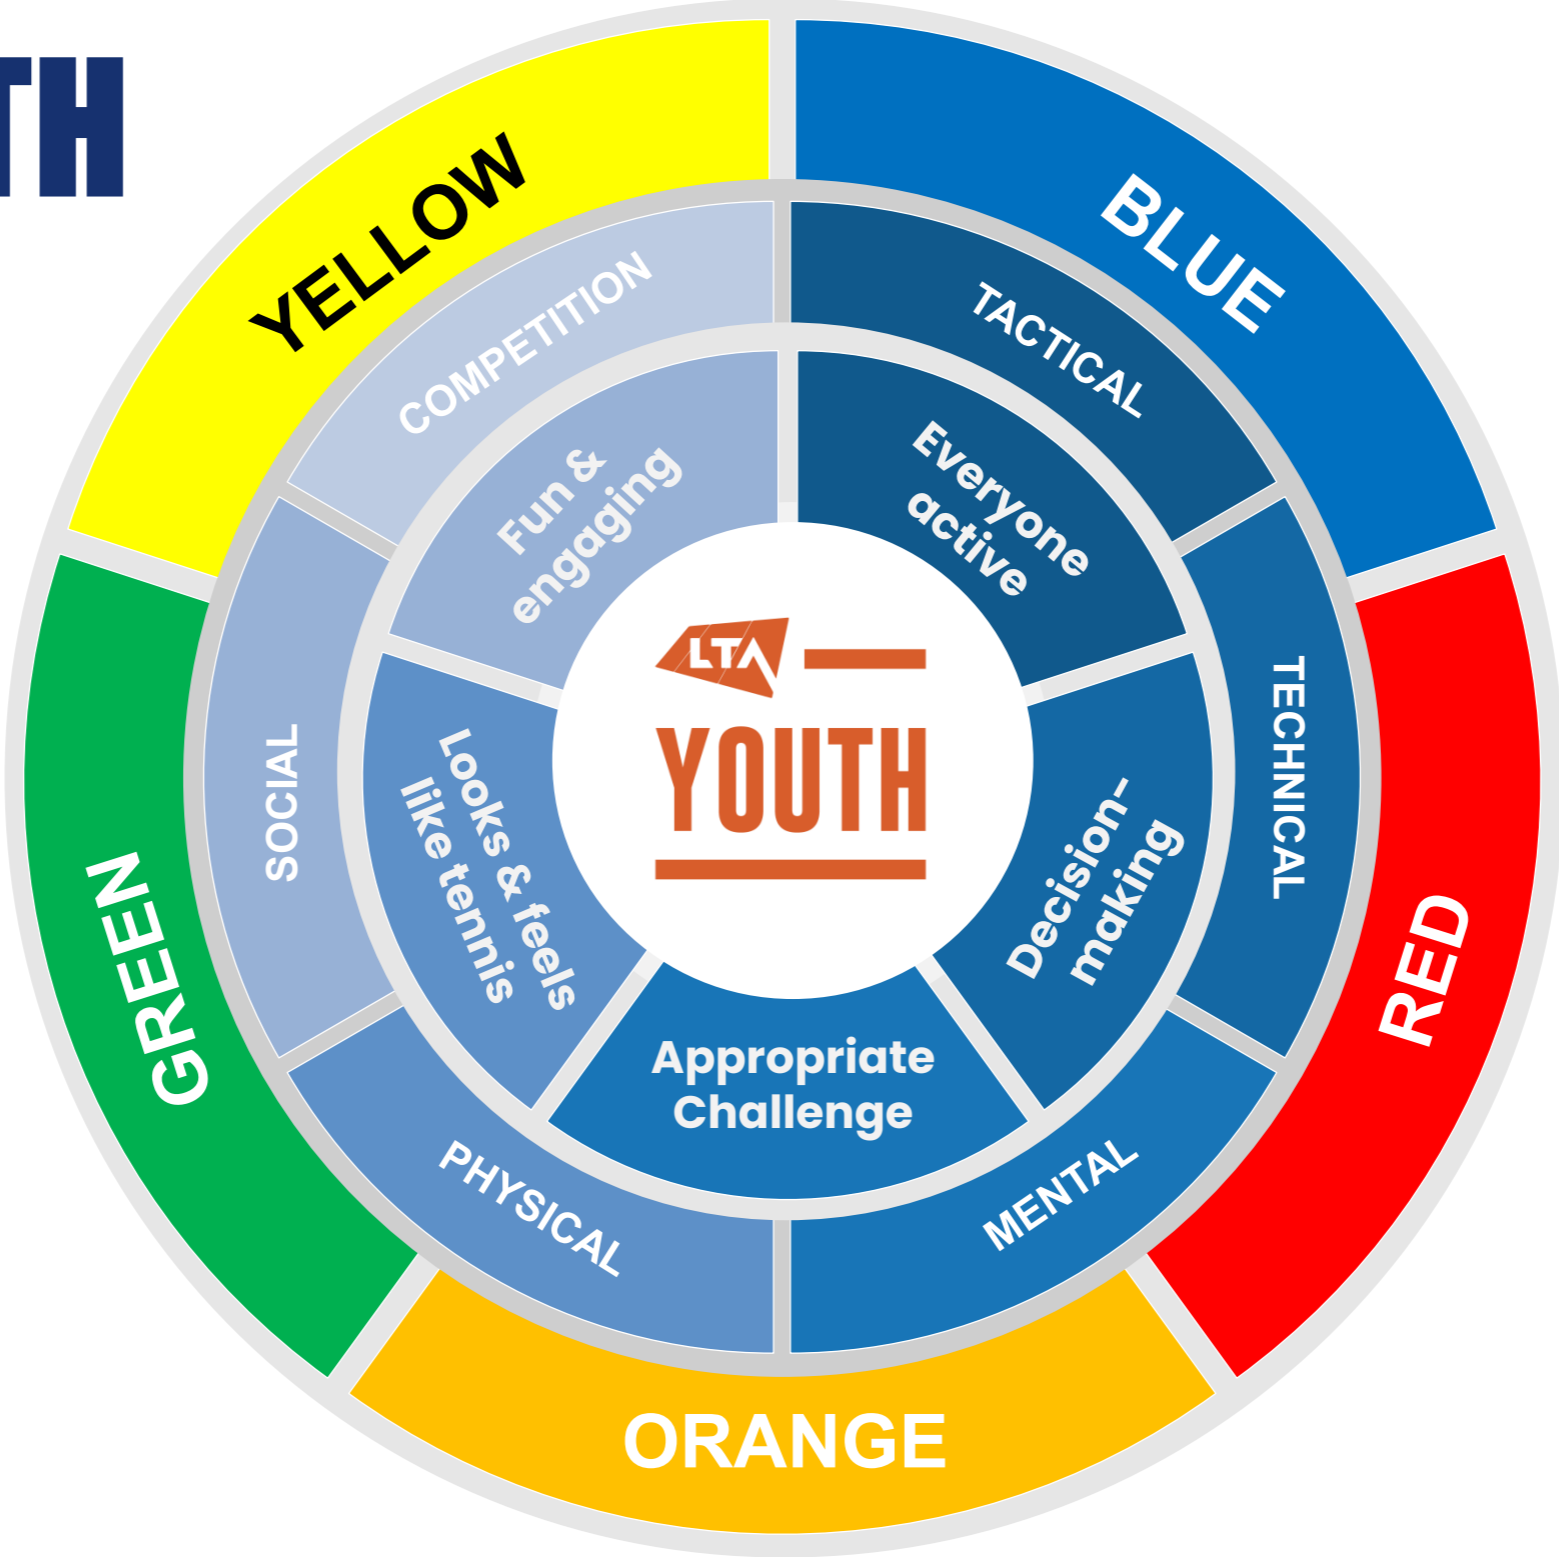 TH
YELLOW
BLUE
COMPETITION
TACTICAL
Fun &
engaging
Everyone
active
LTA
YOUTH
SOCIAL
TECHNICAL
Looks & feels
like tennis
Decision-
making
GREEN
RED
Appropriate
Challenge
PHYSICAL
MENTAL
ORANGE